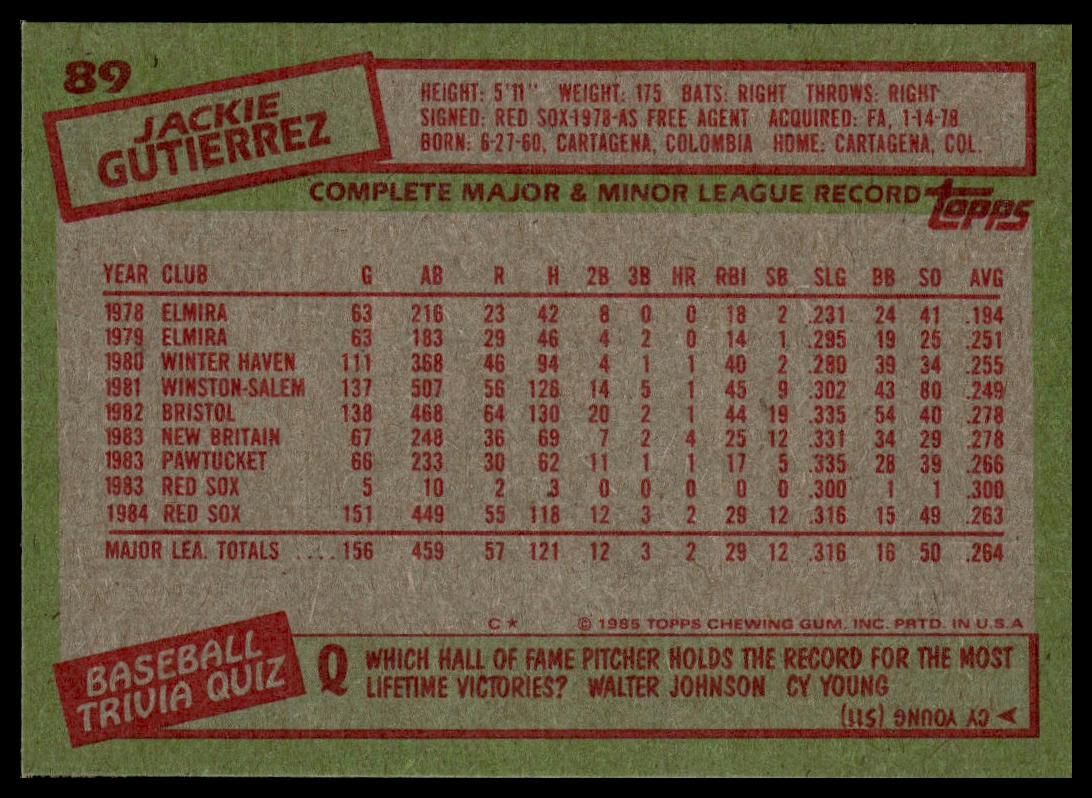 89
JACKIE
GUTIERREZ
HEIGHT: 5'11" WEIGHT: 175 BATS: RIGHT THROWS: RIGHT
SIGNED: RED SOX-1978-AS FREE AGENT ACQUIRED: FA, 1-14-78
BORN: 6-27-60, CARTAGENA, COLOMBIA HOME: CARTAGENA, COL.
COMPLETE MAJOR & MINOR LEAGUE RECORD topps
YEAR CLUB G AB R H 2B 3B HR RBI SB SLG BB SO AVG
1978 ELMIRA 63 216 23 42 8 0 0 18 2 .231 24 41 .194
1979 ELMIRA 63 183 29 46 4 2 0 14 1 .295 19 25 .251
1980 WINTER HAVEN 111 368 46 94 4 1 1 40 2 .280 39 34 .255
1981 WINSTON-SALEM 137 507 56 126 14 5 1 45 9 .302 43 80 .249
1982 BRISTOL 138 468 64 130 20 2 1 44 19 .335 54 40 .278
1983 NEW BRITAIN 67 248 36 69 7 2 4 25 12 .331 34 29 .278
1983 PAWTUCKET 66 233 30 62 11 1 1 17 5 .335 28 39 .266
1983 RED SOX 5 10 2 3 0 0 0 0 0 .300 1 1 .300
1984 RED SOX 151 449 55 118 12 3 2 29 12 .316 15 49 .263
MAJOR LEA. TOTALS .... 156 459 57 121 12 3 2 29 12 .316 16 50 .264
C* © 1985 TOPPS CHEWING GUM, INC. PRTD. IN U.S.A
BASEBALL
TRIVIA QUIZ
Q WHICH HALL OF FAME PITCHER HOLDS THE RECORD FOR THE MOST
LIFETIME VICTORIES? WALTER JOHNSON CY YOUNG
CY YOUNG (511)